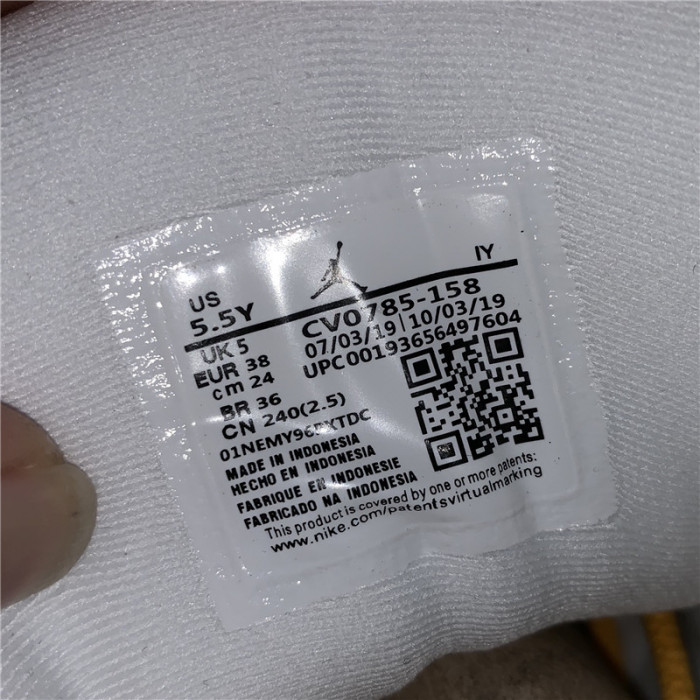 US
5.5Y
IY
UK 5
EUR 38
cm 24
BR 36
CN 240(2.5)
CV0785-158
07/03/19 | 10/03/19
UPC00193656497604
MADE IN INDONESIA
HECHO EN INDONESIA
FABRIQUE EN INDONESIE
FABRICADO NA INDONESIA
This product is covered by one or more patents:
www.nike.com/patentsvirtualmarking